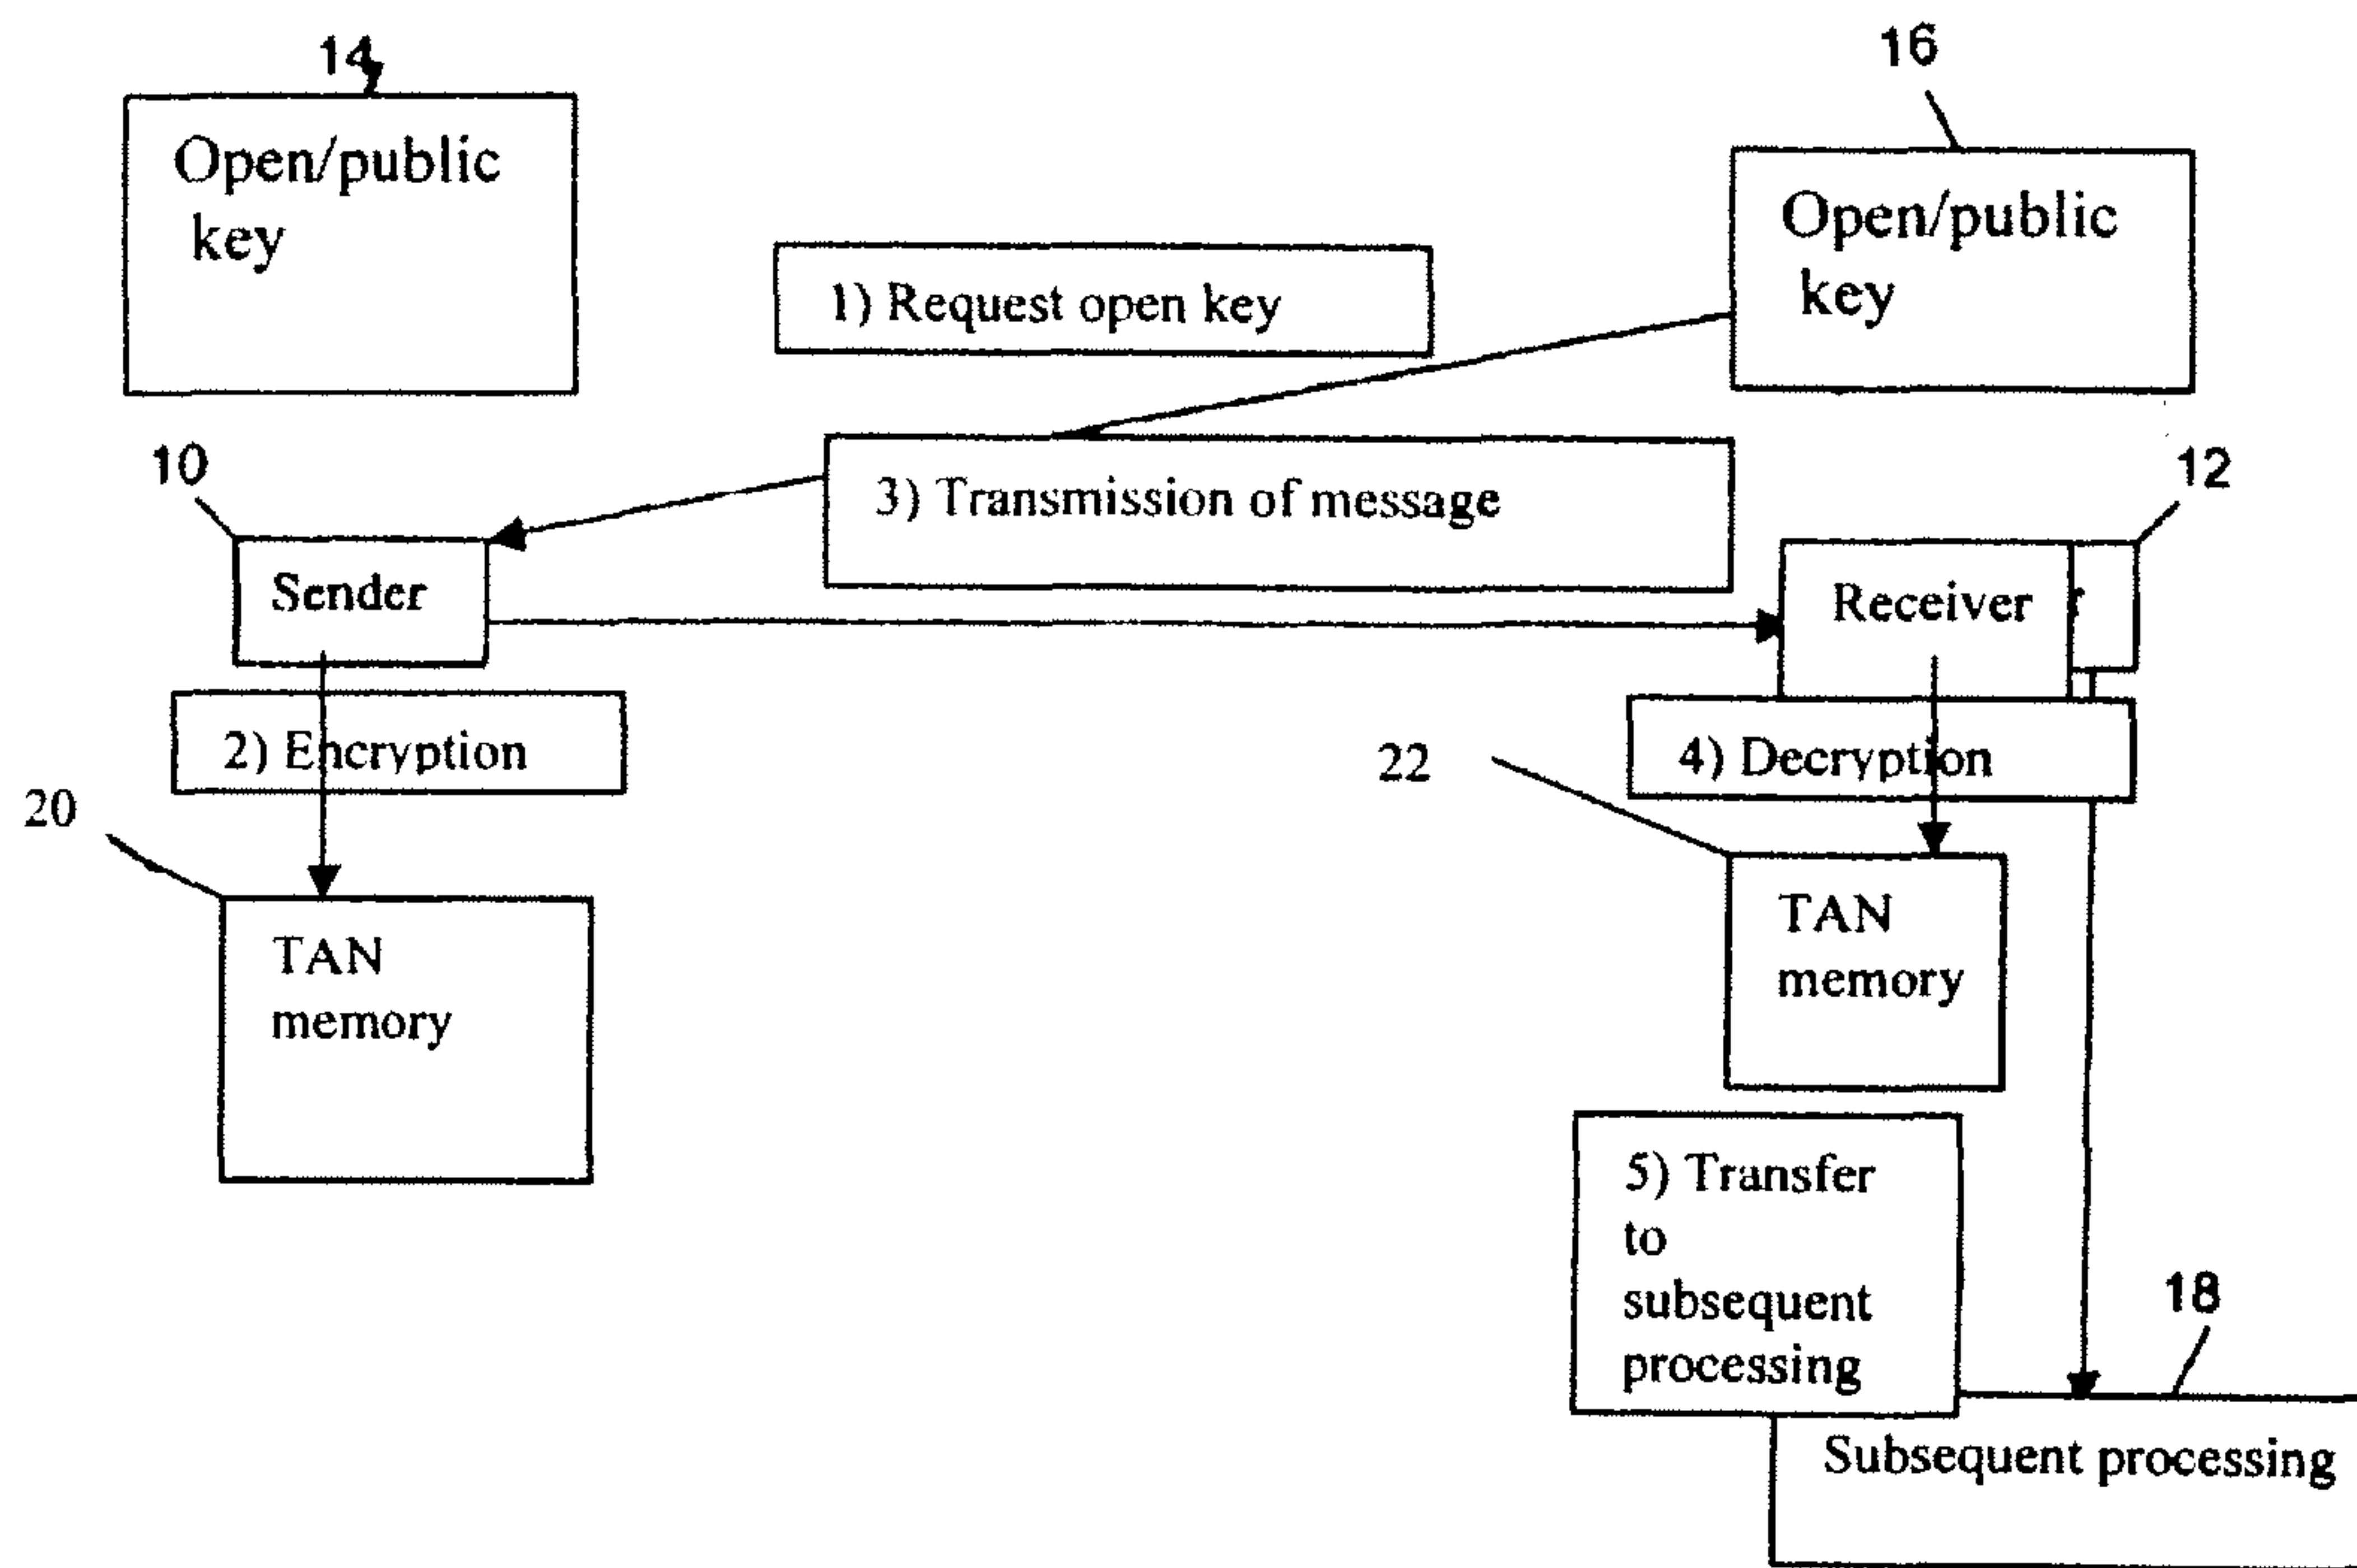 14
16
Open/public
key
Open/public
key
1) Request open key
10
12
3) Transmission of message
Sender
Receiver
r
2) Encryption
22
4) Decryption
20
TAN
memory
TAN
memory
5) Transfer
to
subsequent
processing
18
Subsequent processing